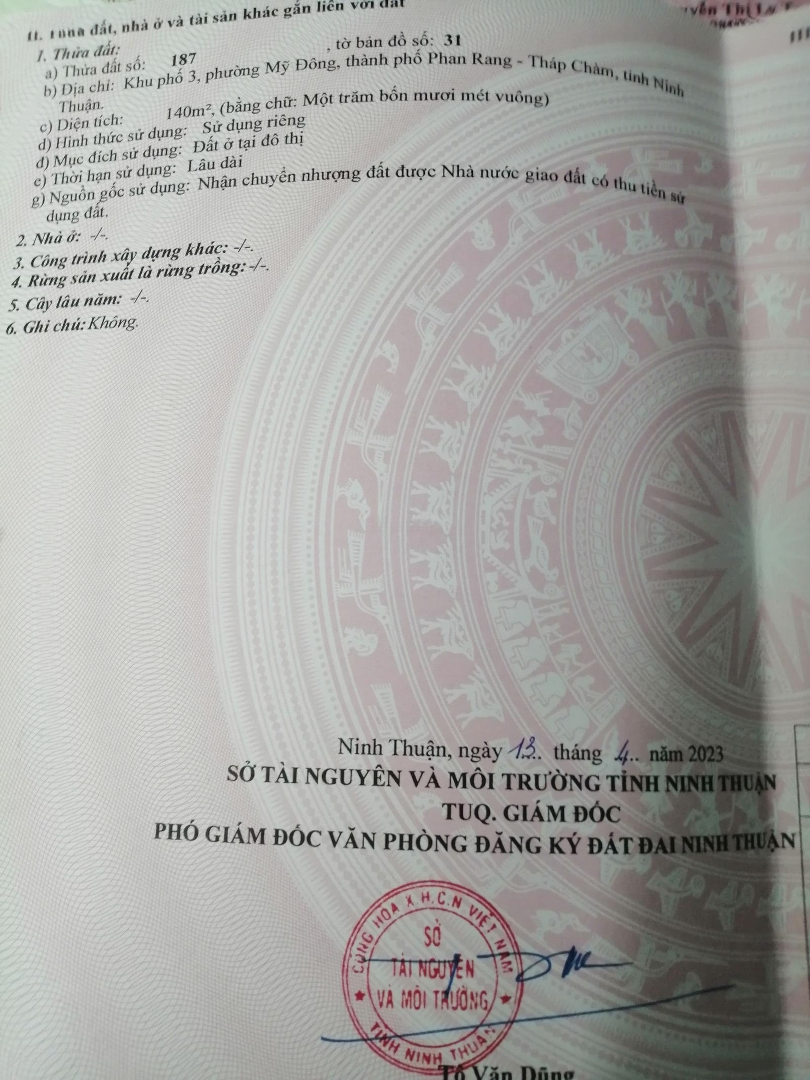 II. Thửa đất, nhà ở và tài sản khác gắn liền với đất
1. Thửa đất:
a) Thửa đất số: 187 , tờ bản đồ số: 31
b) Địa chỉ: Khu phố 3, phường Mỹ Đông, thành phố Phan Rang - Tháp Chàm, tỉnh Ninh
Thuận.
c) Diện tích: 140m², (bằng chữ: Một trăm bốn mươi mét vuông)
d) Hình thức sử dụng: Sử dụng riêng
đ) Mục đích sử dụng: Đất ở tại đô thị
e) Thời hạn sử dụng: Lâu dài
g) Nguồn gốc sử dụng: Nhận chuyển nhượng đất được Nhà nước giao đất có thu tiền sử
dụng đất.
2. Nhà ở: -/-.
3. Công trình xây dựng khác: -/-.
4. Rừng sản xuất là rừng trồng: -/-.
5. Cây lâu năm: -/-.
6. Ghi chú: Không.
Ninh Thuận, ngày 13.. tháng 4.. năm 2023
SỞ TÀI NGUYÊN VÀ MÔI TRƯỜNG TỈNH NINH THUẬN
TUQ. GIÁM ĐỐC
PHÓ GIÁM ĐỐC VĂN PHÒNG ĐĂNG KÝ ĐẤT ĐAI NINH THUẬN
CỘNG HÒA X.H.C.N VIỆT NAM
SỞ
TÀI NGUYÊN
VÀ MÔI TRƯỜNG
TỈNH NINH THUẬN
Tô Văn Dũng